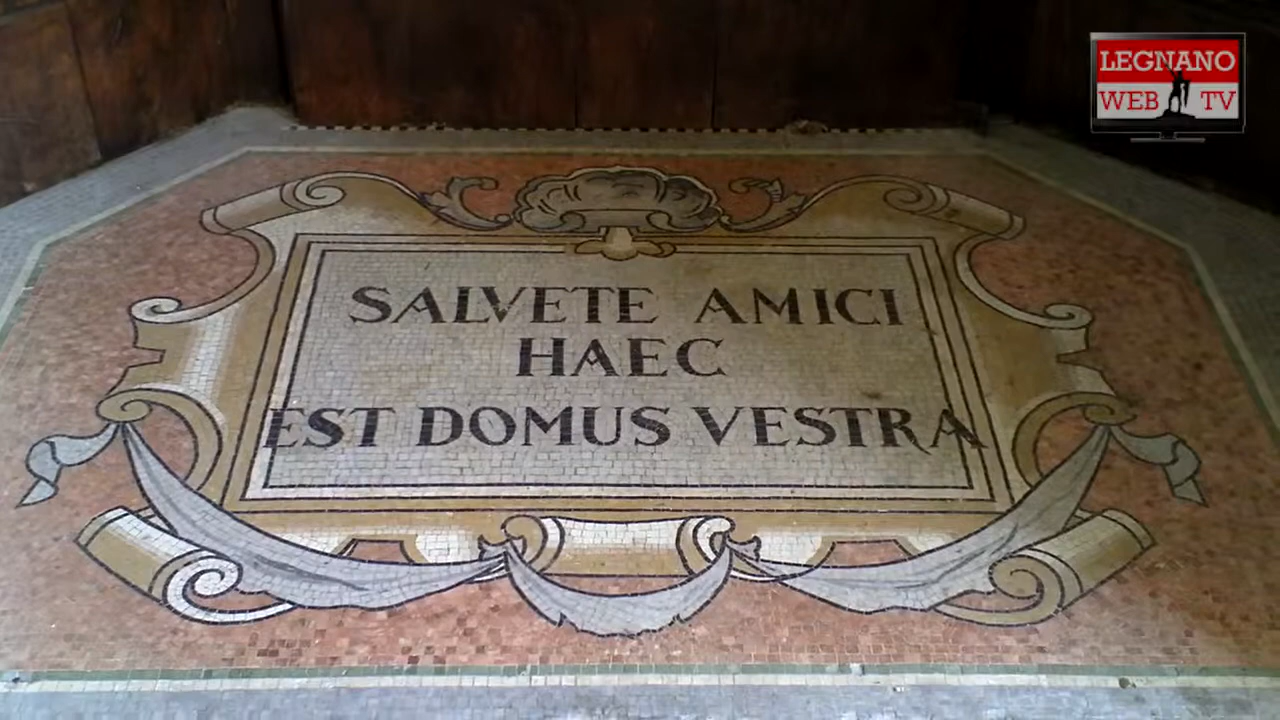 LEGNANO
WEB TV
SALVETE AMICI
HAEC
EST DOMUS VESTRA